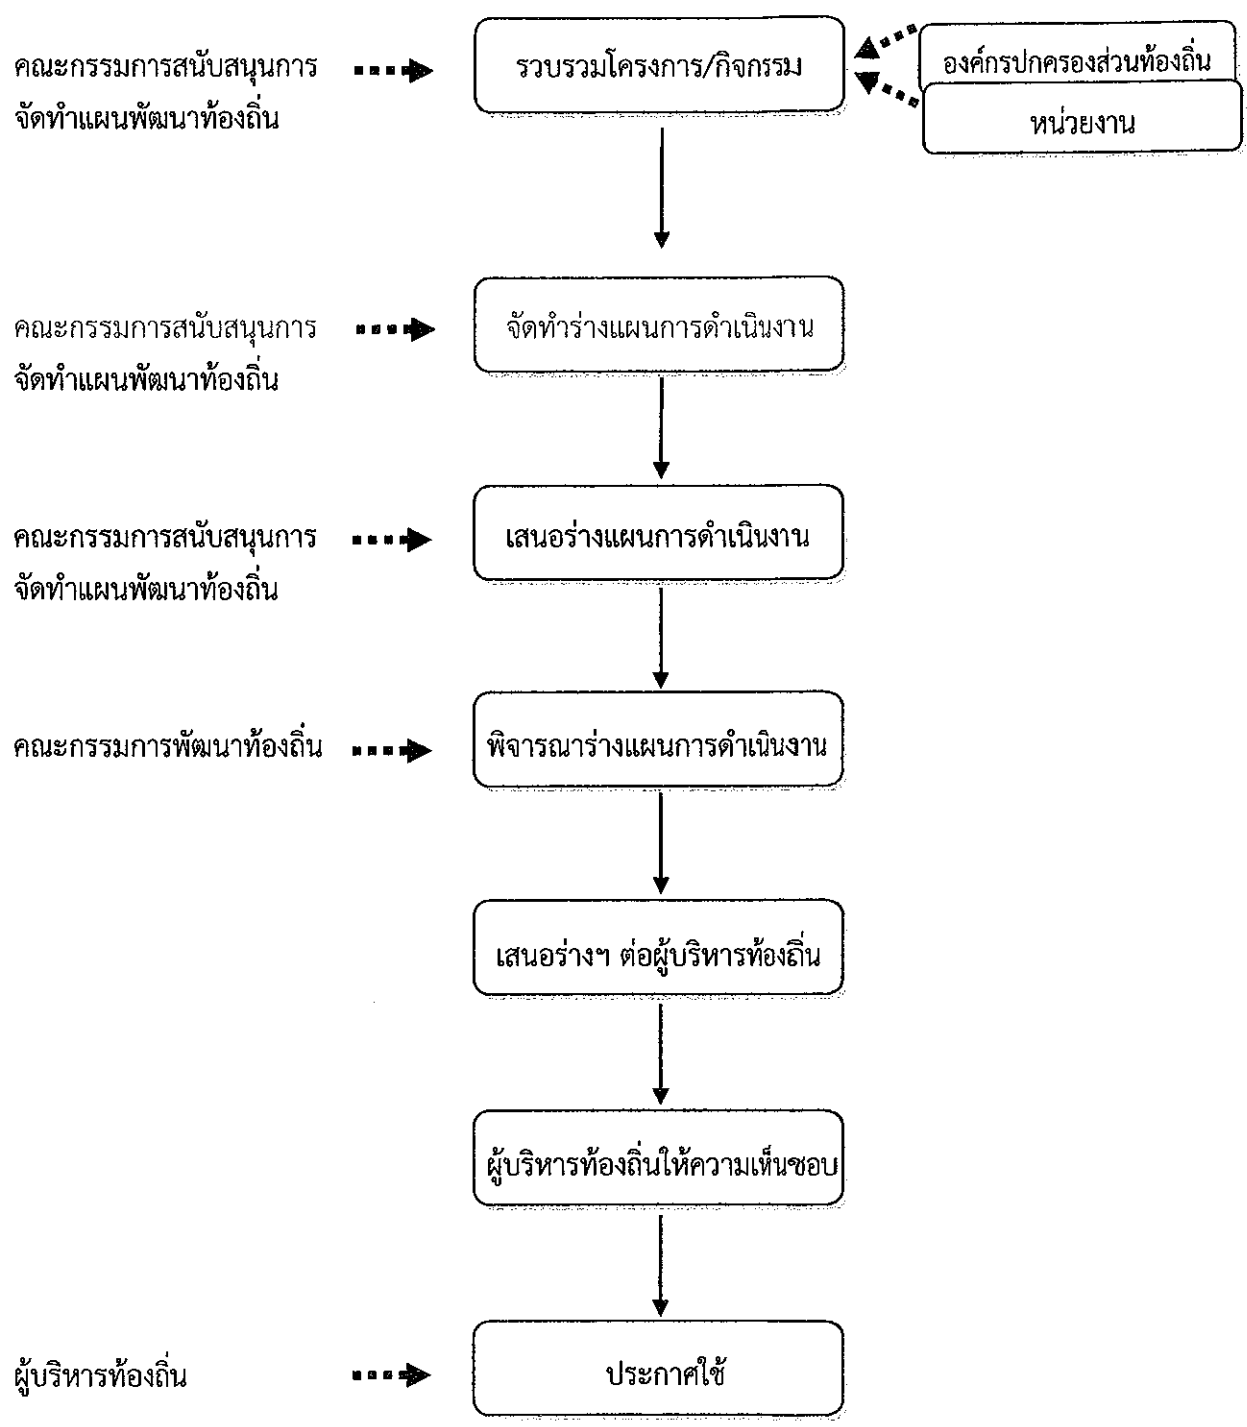 คณะกรรมการสนับสนุนการ
จัดทำแผนพัฒนาท้องถิ่น
รวบรวมโครงการ/กิจกรรม
องค์กรปกครองส่วนท้องถิ่น
หน่วยงาน
คณะกรรมการสนับสนุนการ
จัดทำแผนพัฒนาท้องถิ่น
จัดทำร่างแผนการดำเนินงาน
คณะกรรมการสนับสนุนการ
จัดทำแผนพัฒนาท้องถิ่น
เสนอร่างแผนการดำเนินงาน
คณะกรรมการพัฒนาท้องถิ่น
พิจารณาร่างแผนการดำเนินงาน
เสนอร่างฯ ต่อผู้บริหารท้องถิ่น
ผู้บริหารท้องถิ่นให้ความเห็นชอบ
ผู้บริหารท้องถิ่น
ประกาศใช้